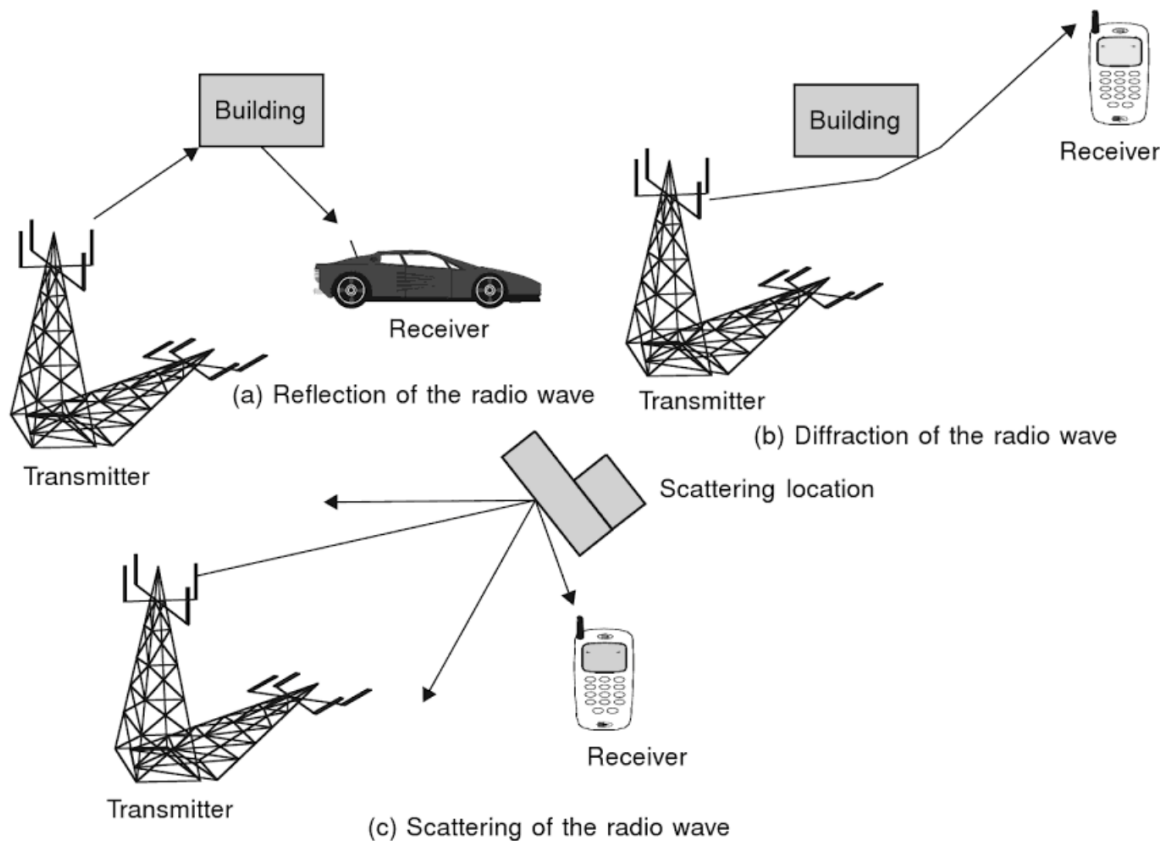 Building
Receiver
(a) Reflection of the radio wave
Transmitter
Building
Receiver
Transmitter
(b) Diffraction of the radio wave
Scattering location
Receiver
Transmitter
(c) Scattering of the radio wave